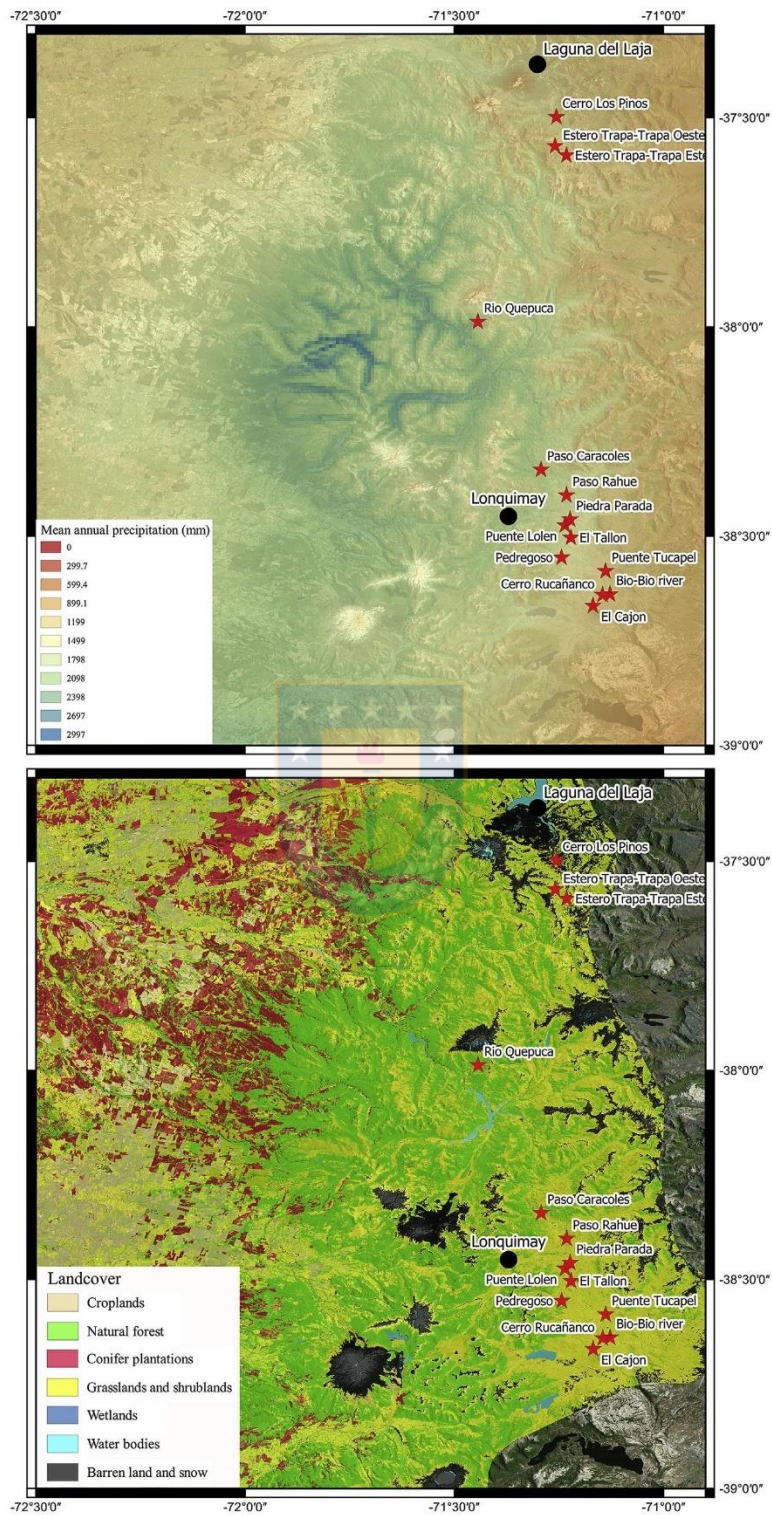 -72°30'0"
-72°0'0"
-71°30'0"
-71°0'0"
Laguna del Laja
Cerro Los Pinos
-37°30'0"
Estero Trapa-Trapa Oeste
Estero Trapa-Trapa Este
Rio Quepuca
-38°0'0"
Paso Caracoles
Paso Rahue
Lonquimay
Piedra Parada
Mean annual precipitation (mm)
Puente Lolen
El Tallon
-38°30'0"
0
Pedregoso
Puente Tucapel
299.7
Cerro Rucañanco
Bio-Bio river
599.4
El Cajon
899.1
1199
1499
1798
2098
2398
2697
2997
-39°0'0"
Laguna del Laja
Cerro Los Pinos
-37°30'0"
Estero Trapa-Trapa Oeste
Estero Trapa-Trapa Este
Rio Quepuca
-38°0'0"
Paso Caracoles
Paso Rahue
Lonquimay
Piedra Parada
Landcover
Puente Lolen
El Tallon
-38°30'0"
Croplands
Pedregoso
Puente Tucapel
Natural forest
Cerro Rucañanco
Bio-Bio river
Conifer plantations
El Cajon
Grasslands and shrublands
Wetlands
Water bodies
Barren land and snow
-39°0'0"
-72°30'0"
-72°0'0"
-71°30'0"
-71°0'0"